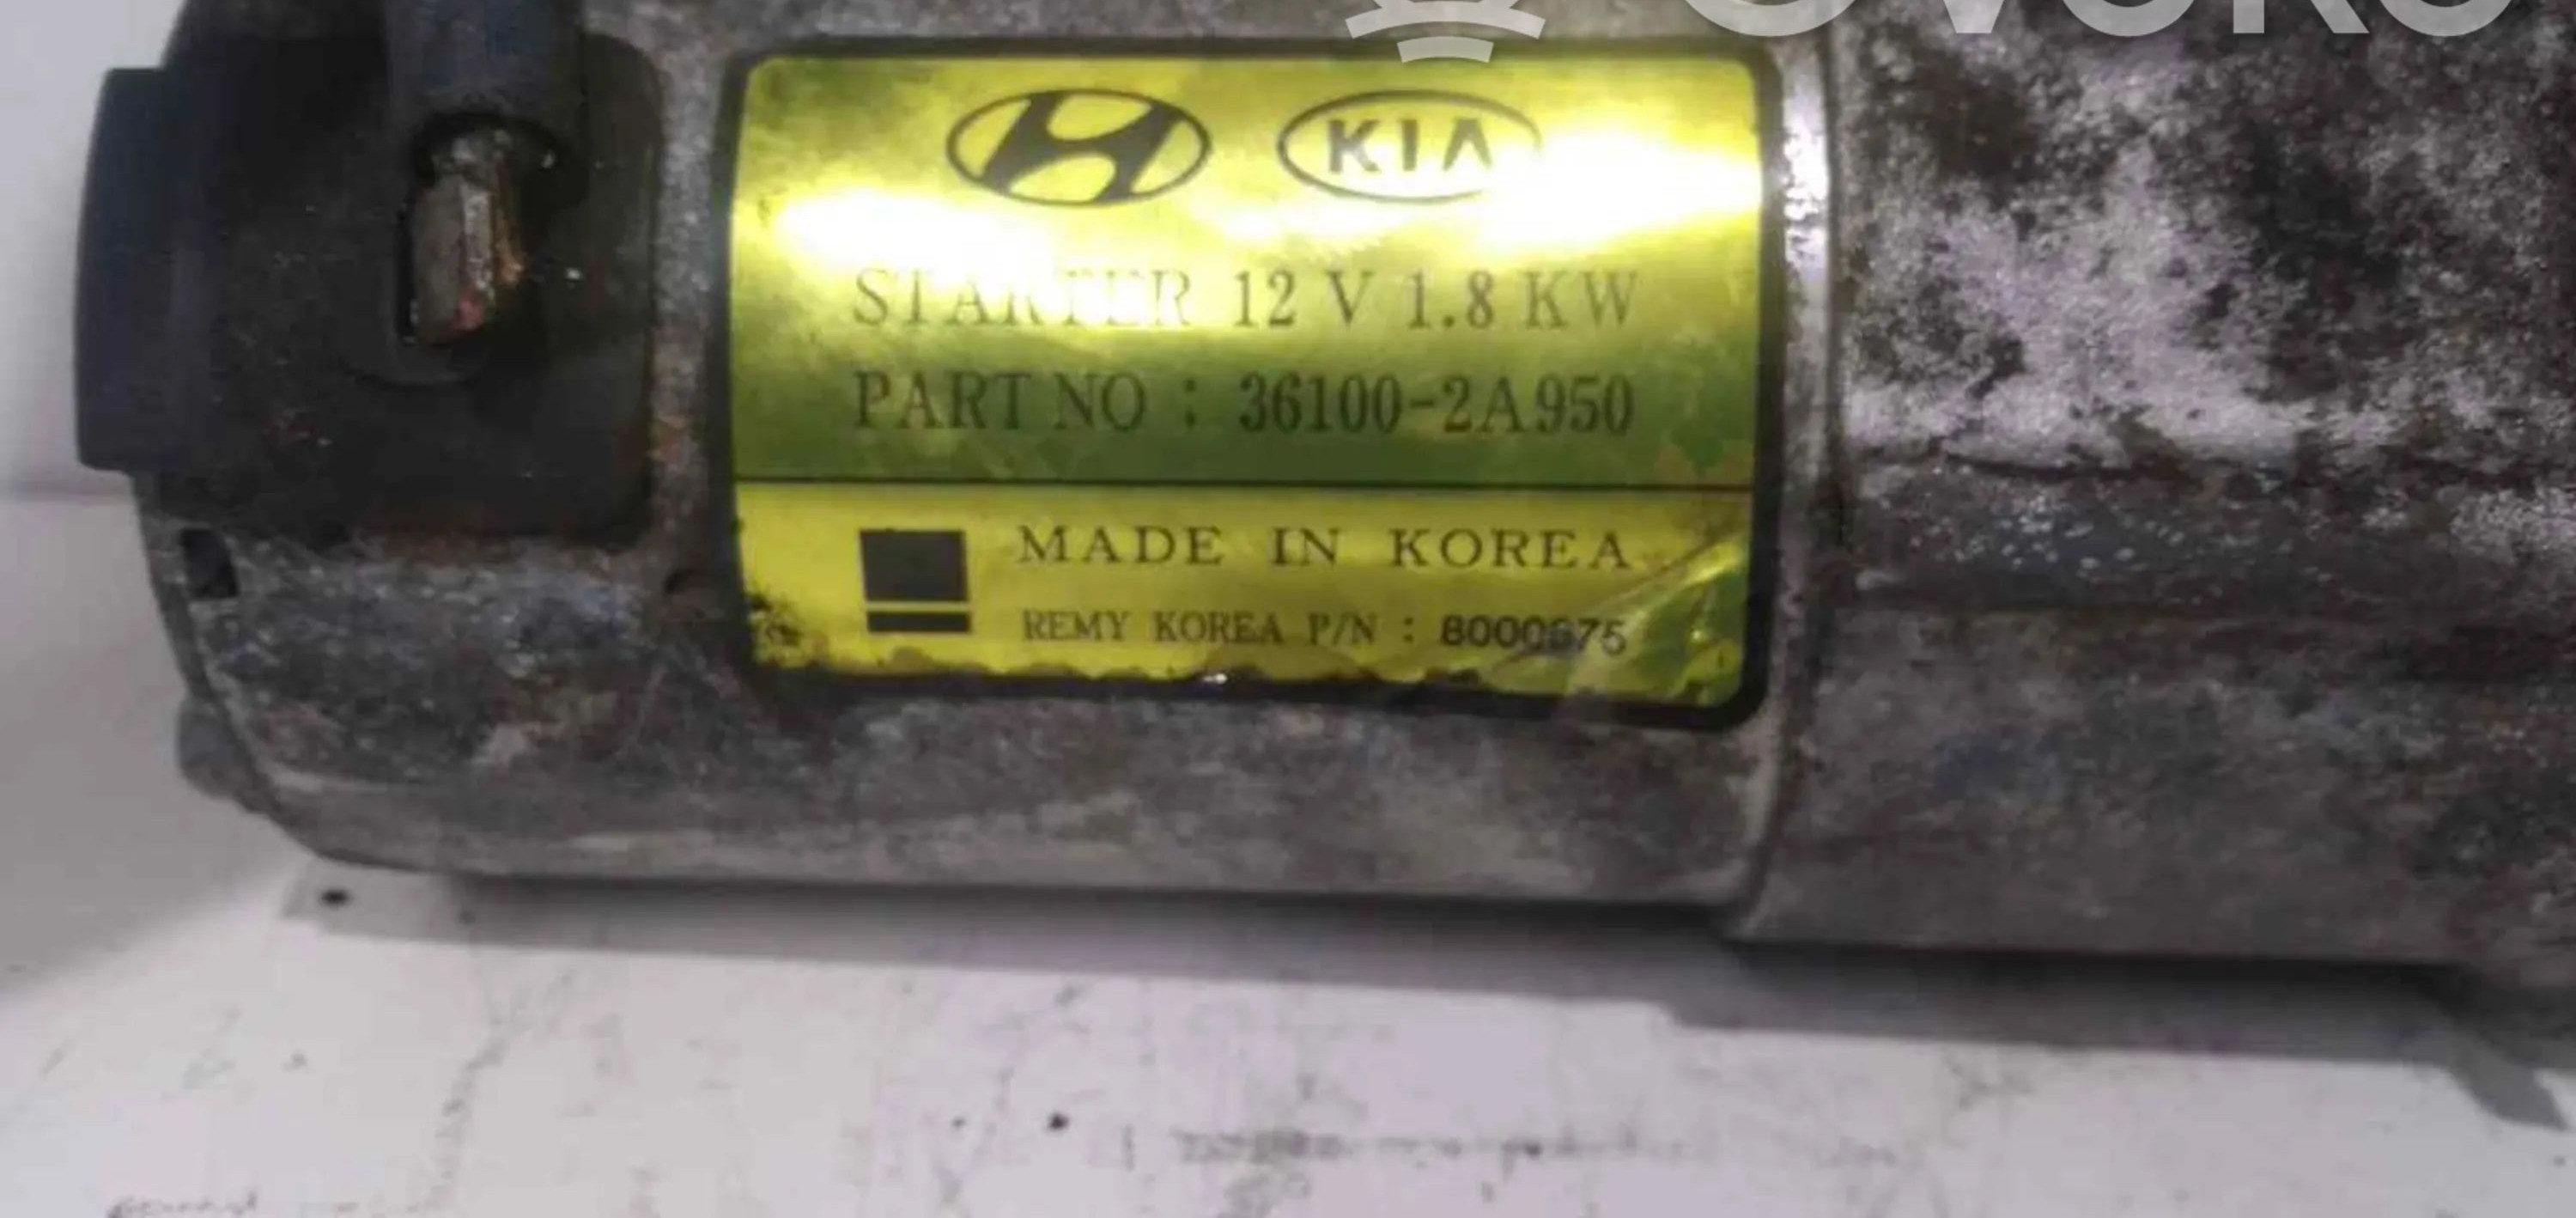 KIA
STARTER 12 V 1.8 KW
PART NO : 36100-2A950
MADE IN KOREA
REMY KOREA P/N :